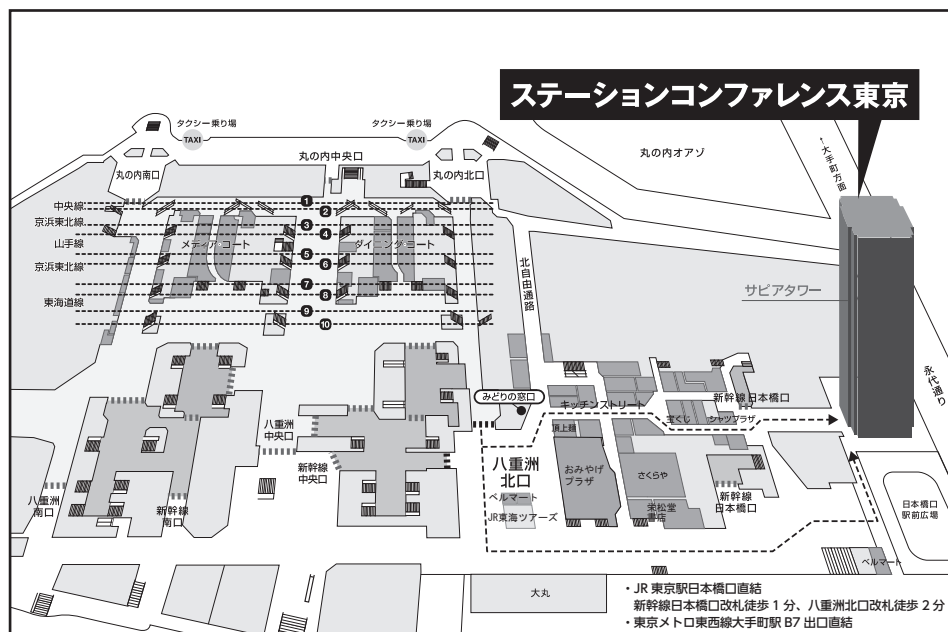 ステーションコンファレンス東京
タクシー乗り場
TAXI
タクシー乗り場
TAXI
丸の内中央口
丸の内南口
丸の内北口
丸の内オアゾ
←大手町方面
中央線
京浜東北線
山手線
京浜東北線
東海道線
1
2
3
4
5
6
7
8
9
10
メディア・コート
ダイニング・コート
北自由通路
サピアタワー
永代通り
みどりの窓口
キッチンストリート
新幹線日本橋口
宝くじ
シャツプラザ
頂上麺
八重洲
中央口
新幹線
中央口
八重洲
北口
おみやげ
プラザ
さくらや
ベルマート
JR東海ツアーズ
栄松堂
書店
新幹線
日本橋口
八重洲
南口
新幹線
南口
日本橋口
駅前広場
ベルマート
大丸
・JR 東京駅日本橋口直結
新幹線日本橋口改札徒歩 1 分、八重洲北口改札徒歩 2 分
・東京メトロ東西線大手町駅 B7 出口直結